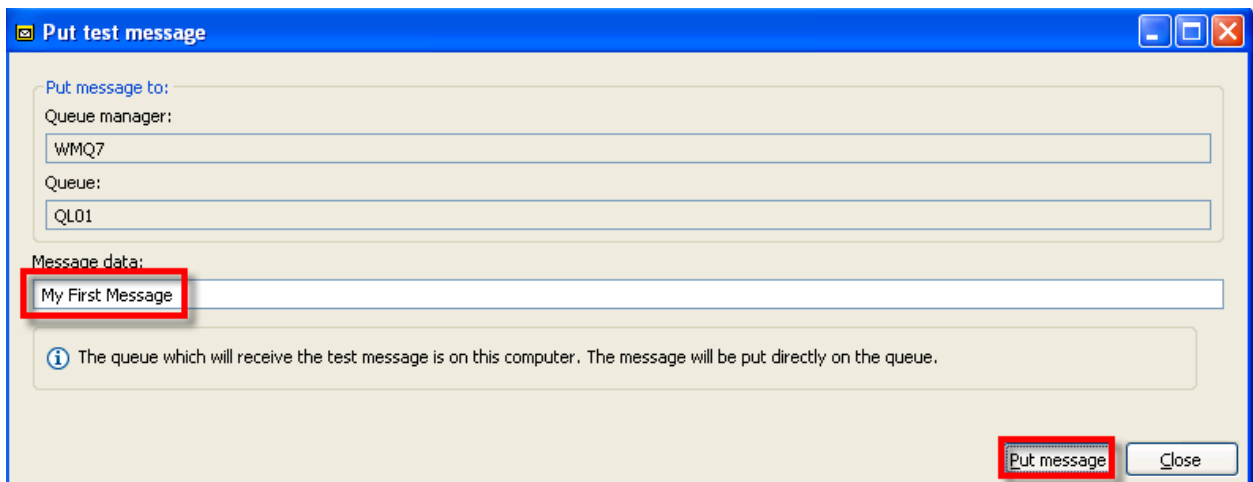 Put test message
Put message to:
Queue manager:
WMQ7
Queue:
QL01
Message data:
My First Message
The queue which will receive the test message is on this computer. The message will be put directly on the queue.
Put message Close